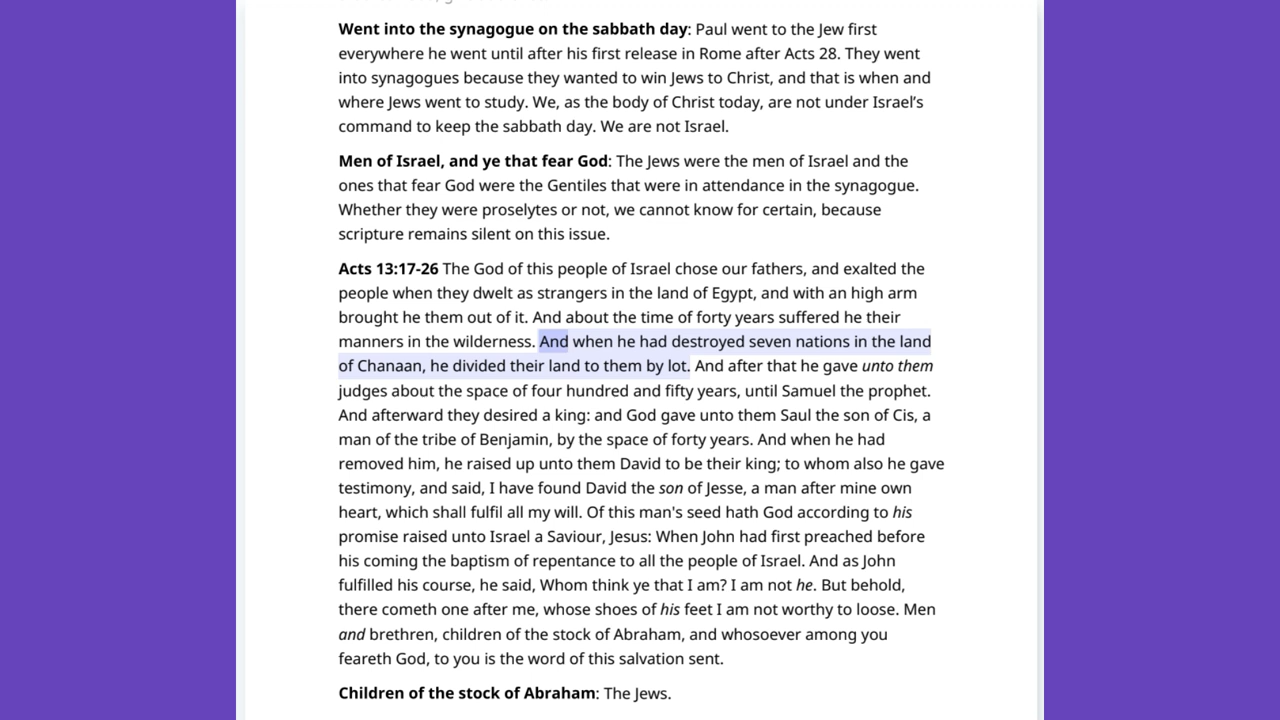 Went into the synagogue on the sabbath day: Paul went to the Jew first
everywhere he went until after his first release in Rome after Acts 28. They went
into synagogues because they wanted to win Jews to Christ, and that is when and
where Jews went to study. We, as the body of Christ today, are not under Israel’s
command to keep the sabbath day. We are not Israel.
Men of Israel, and ye that fear God: The Jews were the men of Israel and the
ones that fear God were the Gentiles that were in attendance in the synagogue.
Whether they were proselytes or not, we cannot know for certain, because
scripture remains silent on this issue.
Acts 13:17-26 The God of this people of Israel chose our fathers, and exalted the
people when they dwelt as strangers in the land of Egypt, and with an high arm
brought he them out of it. And about the time of forty years suffered he their
manners in the wilderness. And when he had destroyed seven nations in the land
of Chanaan, he divided their land to them by lot. And after that he gave unto them
judges about the space of four hundred and fifty years, until Samuel the prophet.
And afterward they desired a king: and God gave unto them Saul the son of Cis, a
man of the tribe of Benjamin, by the space of forty years. And when he had
removed him, he raised up unto them David to be their king; to whom also he gave
testimony, and said, I have found David the son of Jesse, a man after mine own
heart, which shall fulfil all my will. Of this man's seed hath God according to his
promise raised unto Israel a Saviour, Jesus: When John had first preached before
his coming the baptism of repentance to all the people of Israel. And as John
fulfilled his course, he said, Whom think ye that I am? I am not he. But behold,
there cometh one after me, whose shoes of his feet I am not worthy to loose. Men
and brethren, children of the stock of Abraham, and whosoever among you
feareth God, to you is the word of this salvation sent.
Children of the stock of Abraham: The Jews.